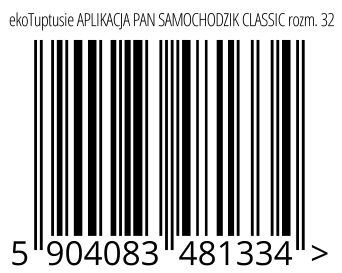 ekoTuptusie APLIKACJA PAN SAMOCHODZIK CLASSIC rozm. 32
5 904083 481334 >